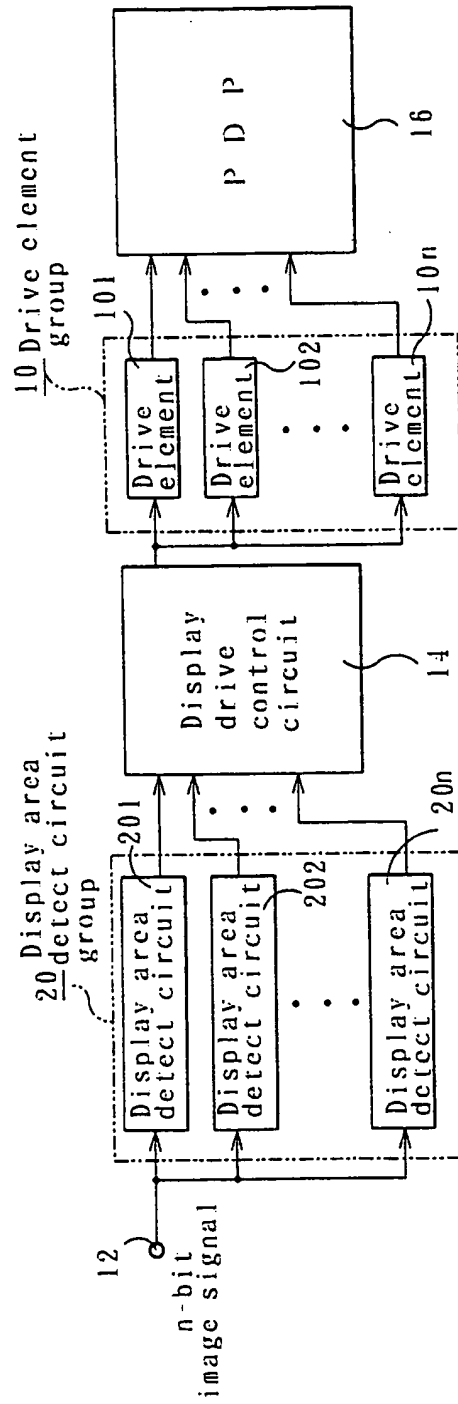 12
n-bit
image signal
20 Display area
detect circuit
group
201
Display area
detect circuit
202
Display area
detect circuit
20n
Display area
detect circuit
Display
drive
control
circuit
14
10 Drive element
group
101
Drive
element
102
Drive
element
10n
Drive
element
P D P
16